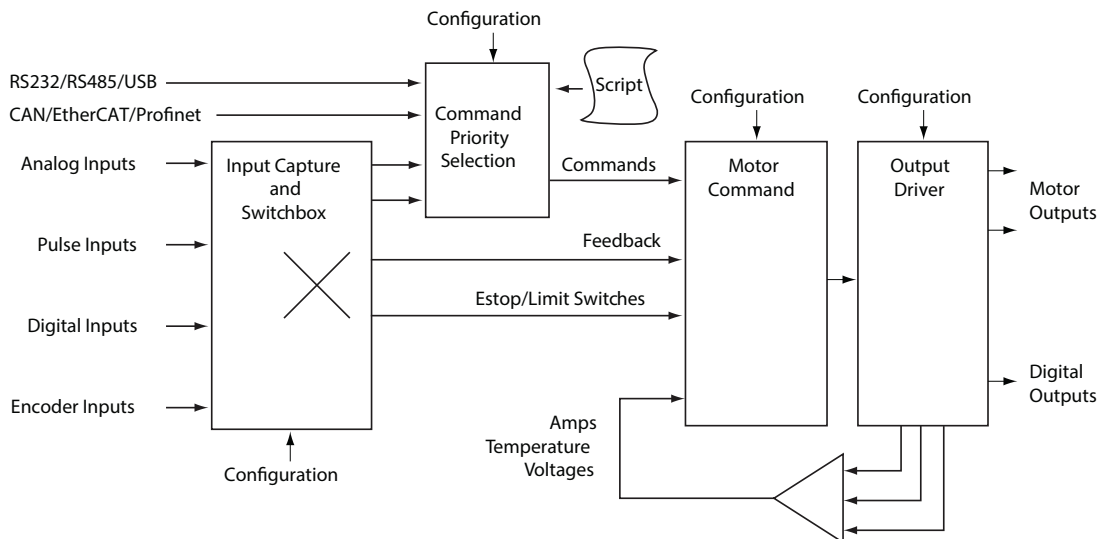 Configuration
RS232/RS485/USB
CAN/EtherCAT/Profinet
Command
Priority
Selection
Script
Configuration
Configuration
Analog Inputs
Pulse Inputs
Digital Inputs
Encoder Inputs
Input Capture
and
Switchbox
Configuration
Commands
Feedback
Estop/Limit Switches
Motor
Command
Output
Driver
Motor
Outputs
Digital
Outputs
Amps
Temperature
Voltages